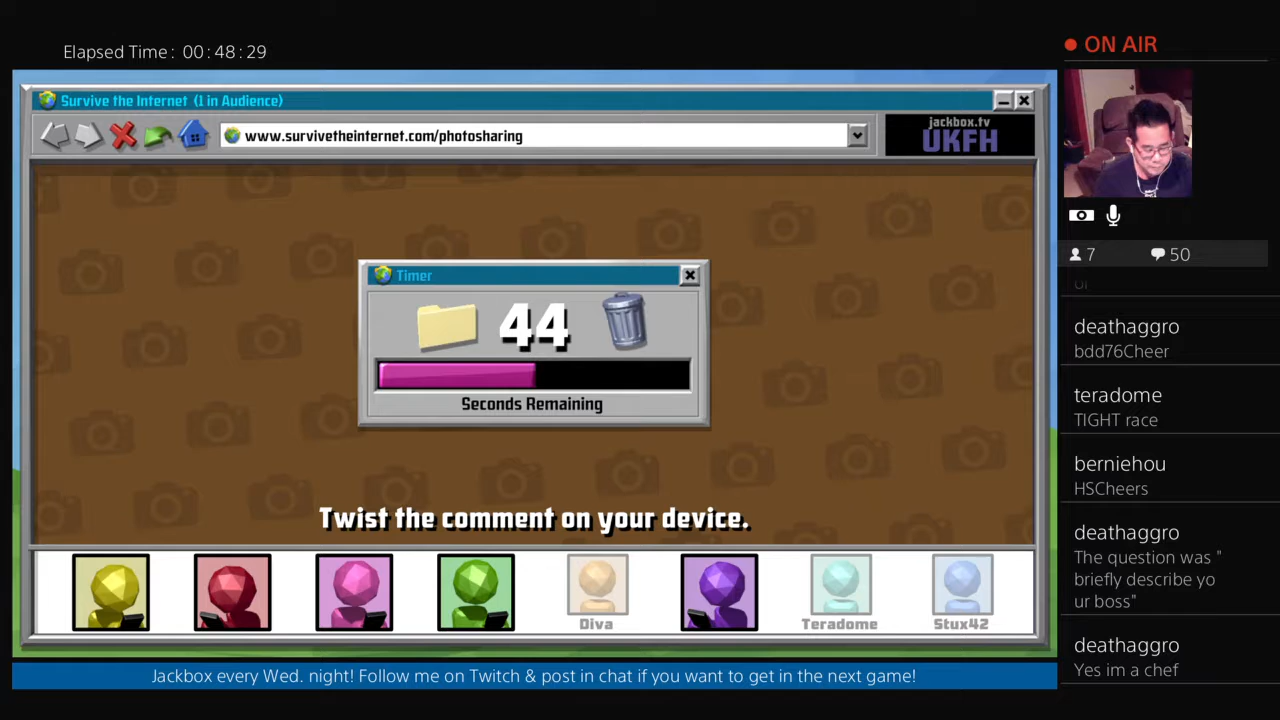 Elapsed Time: 00:48:29
ON AIR
Survive the Internet (1 in Audience)
www.survivetheinternet.com/photosharing
jackbox.tv
UKFH
7
50
Timer
44
Seconds Remaining
Twist the comment on your device.
Diva
Teradome
Stux42
Jackbox every Wed. night! Follow me on Twitch & post in chat if you want to get in the next game!
deathaggro
bdd76Cheer
teradome
TIGHT race
berniehou
HSCheers
deathaggro
The question was "
briefly describe yo
ur boss"
deathaggro
Yes im a chef